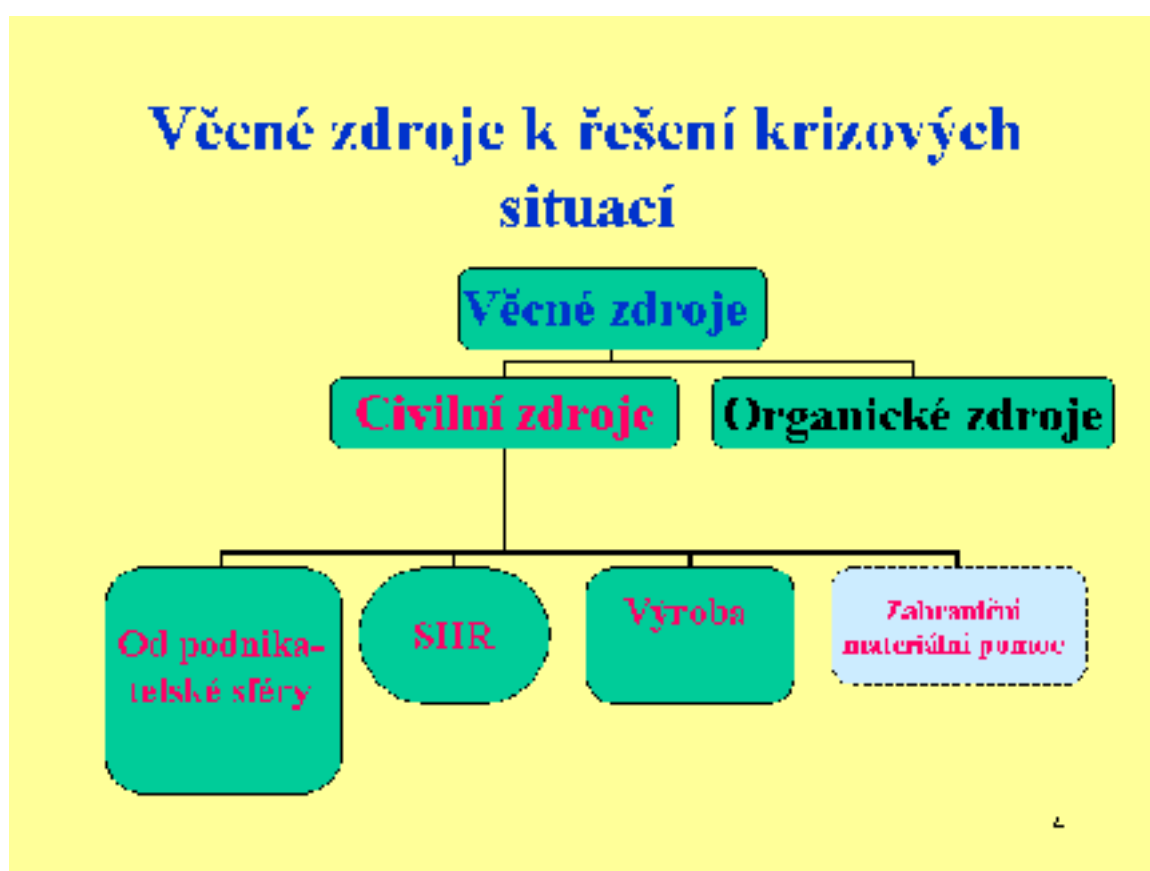 Věcné zdroje k řešení krizových
situací
Věcné zdroje
Civilní zdroje
Organické zdroje
Od podnika-
telské sféry
SHR
Výroba
Zahraniční
materiální pomoc